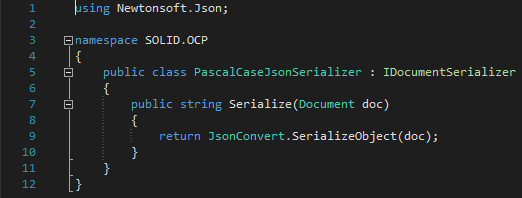 1 using Newtonsoft.Json;
2
3 namespace SOLID.OCP
4 {
5 public class PascalCaseJsonSerializer : IDocumentSerializer
6 {
7 public string Serialize(Document doc)
8 {
9 return JsonConvert.SerializeObject(doc);
10 }
11 }
12 }